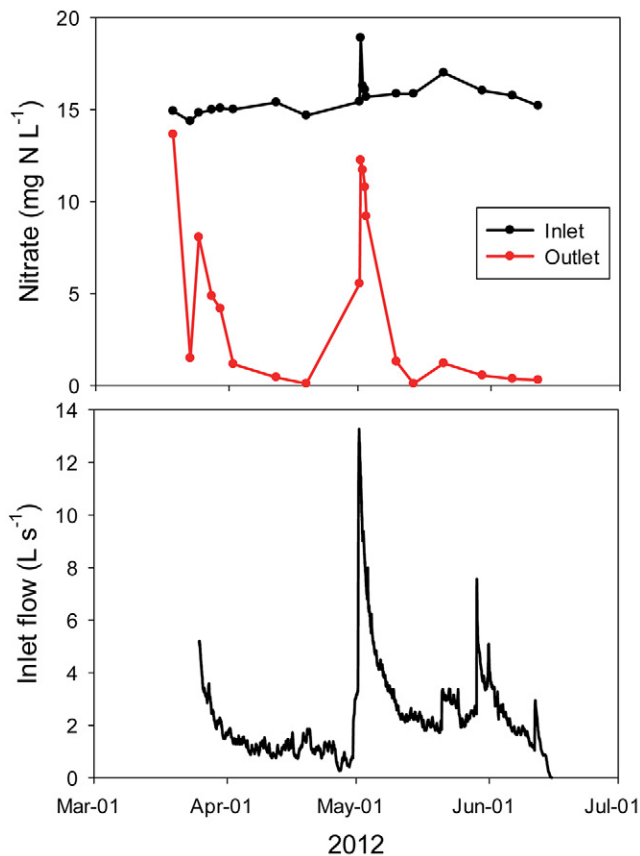 20
15
10
5
0
Nitrate (mg N L⁻¹)
Inlet
Outlet
14
12
10
8
6
4
2
0
Inlet flow (L s⁻¹)
Mar-01 Apr-01 May-01 Jun-01 Jul-01
2012